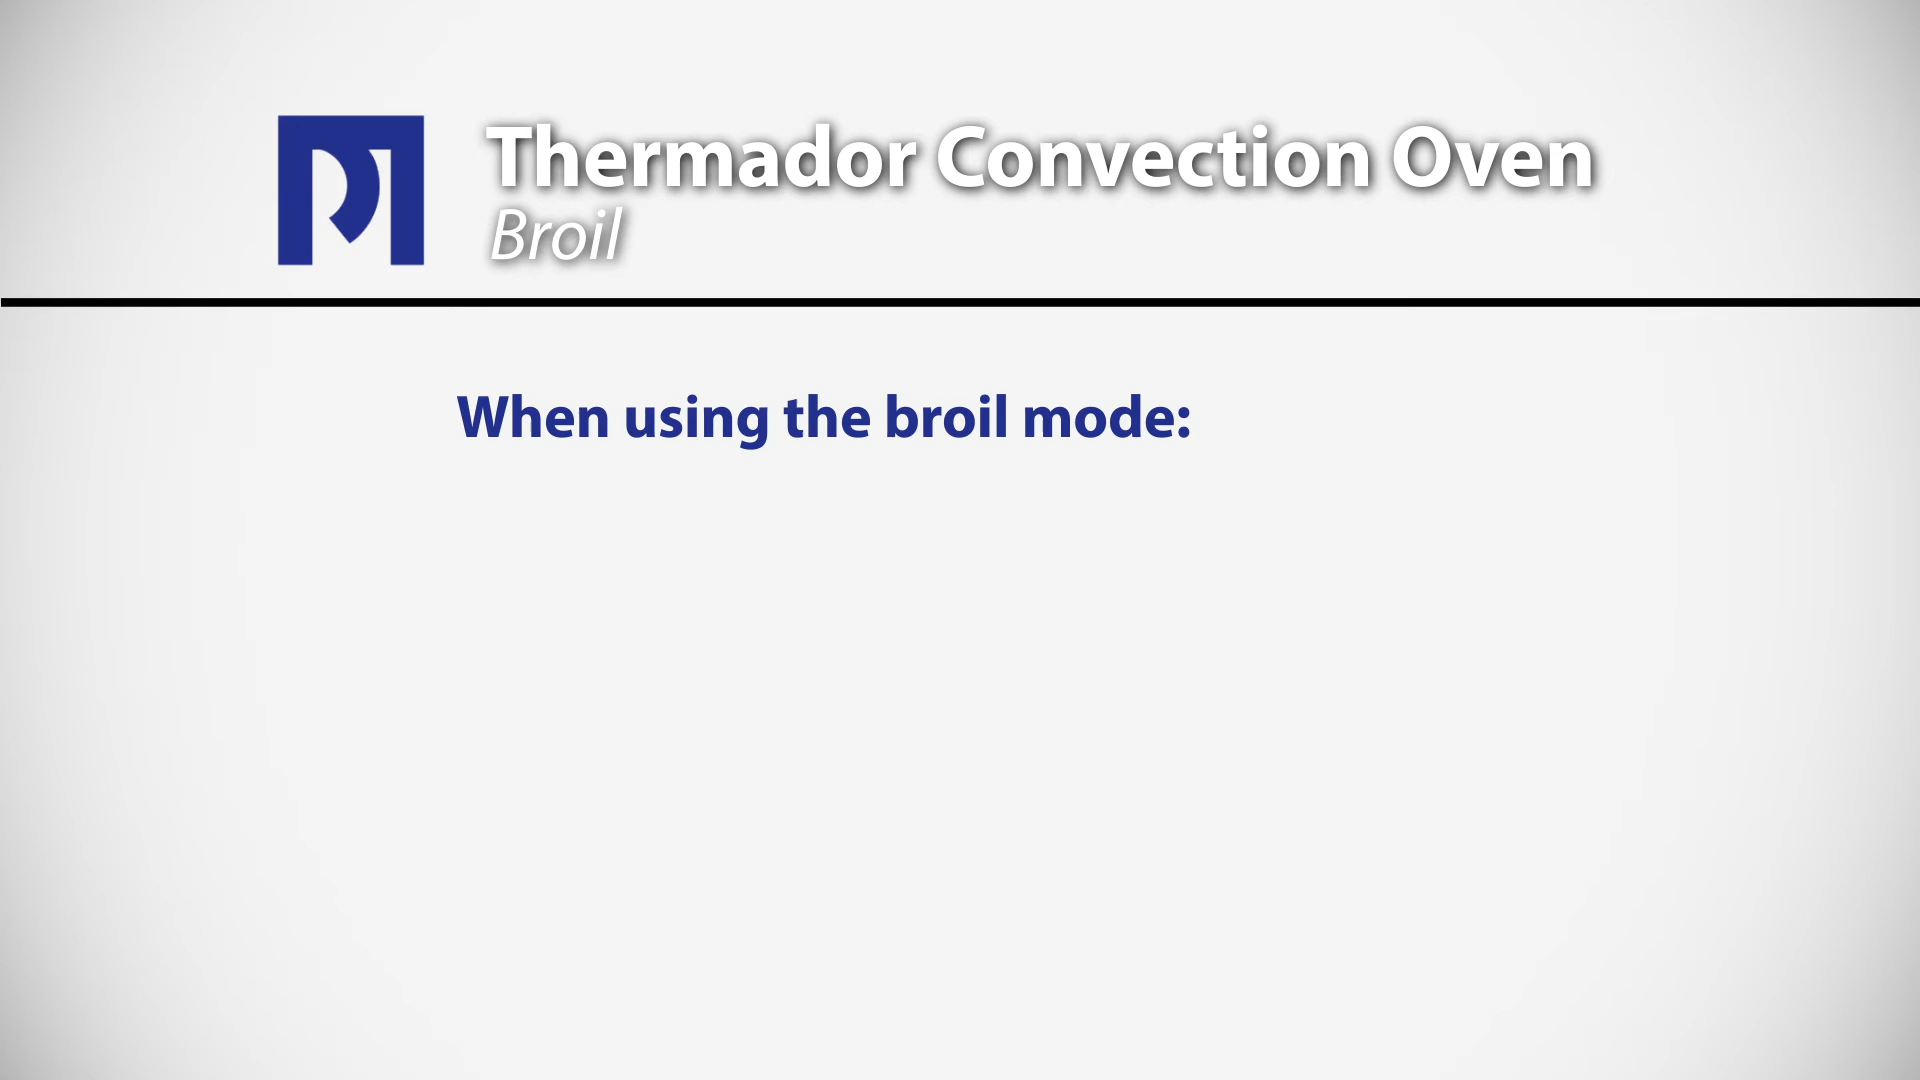 Thermador Convection Oven
Broil
When using the broil mode: